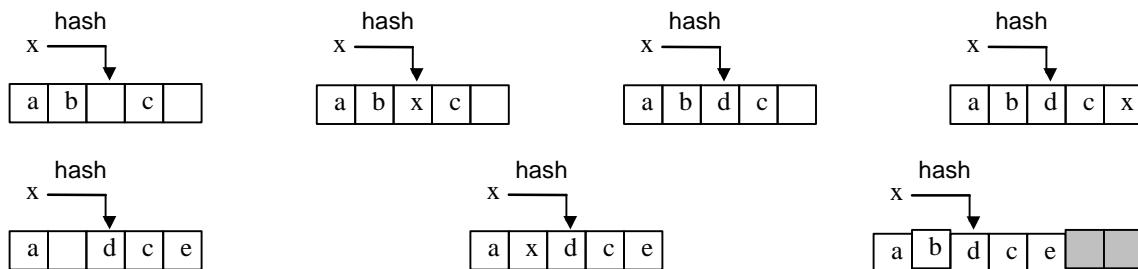 hash hash hash hash
x x x x
a b c a b x c a b d c a b d c x
hash hash hash
x x x
a d c e a x d c e a b d c e